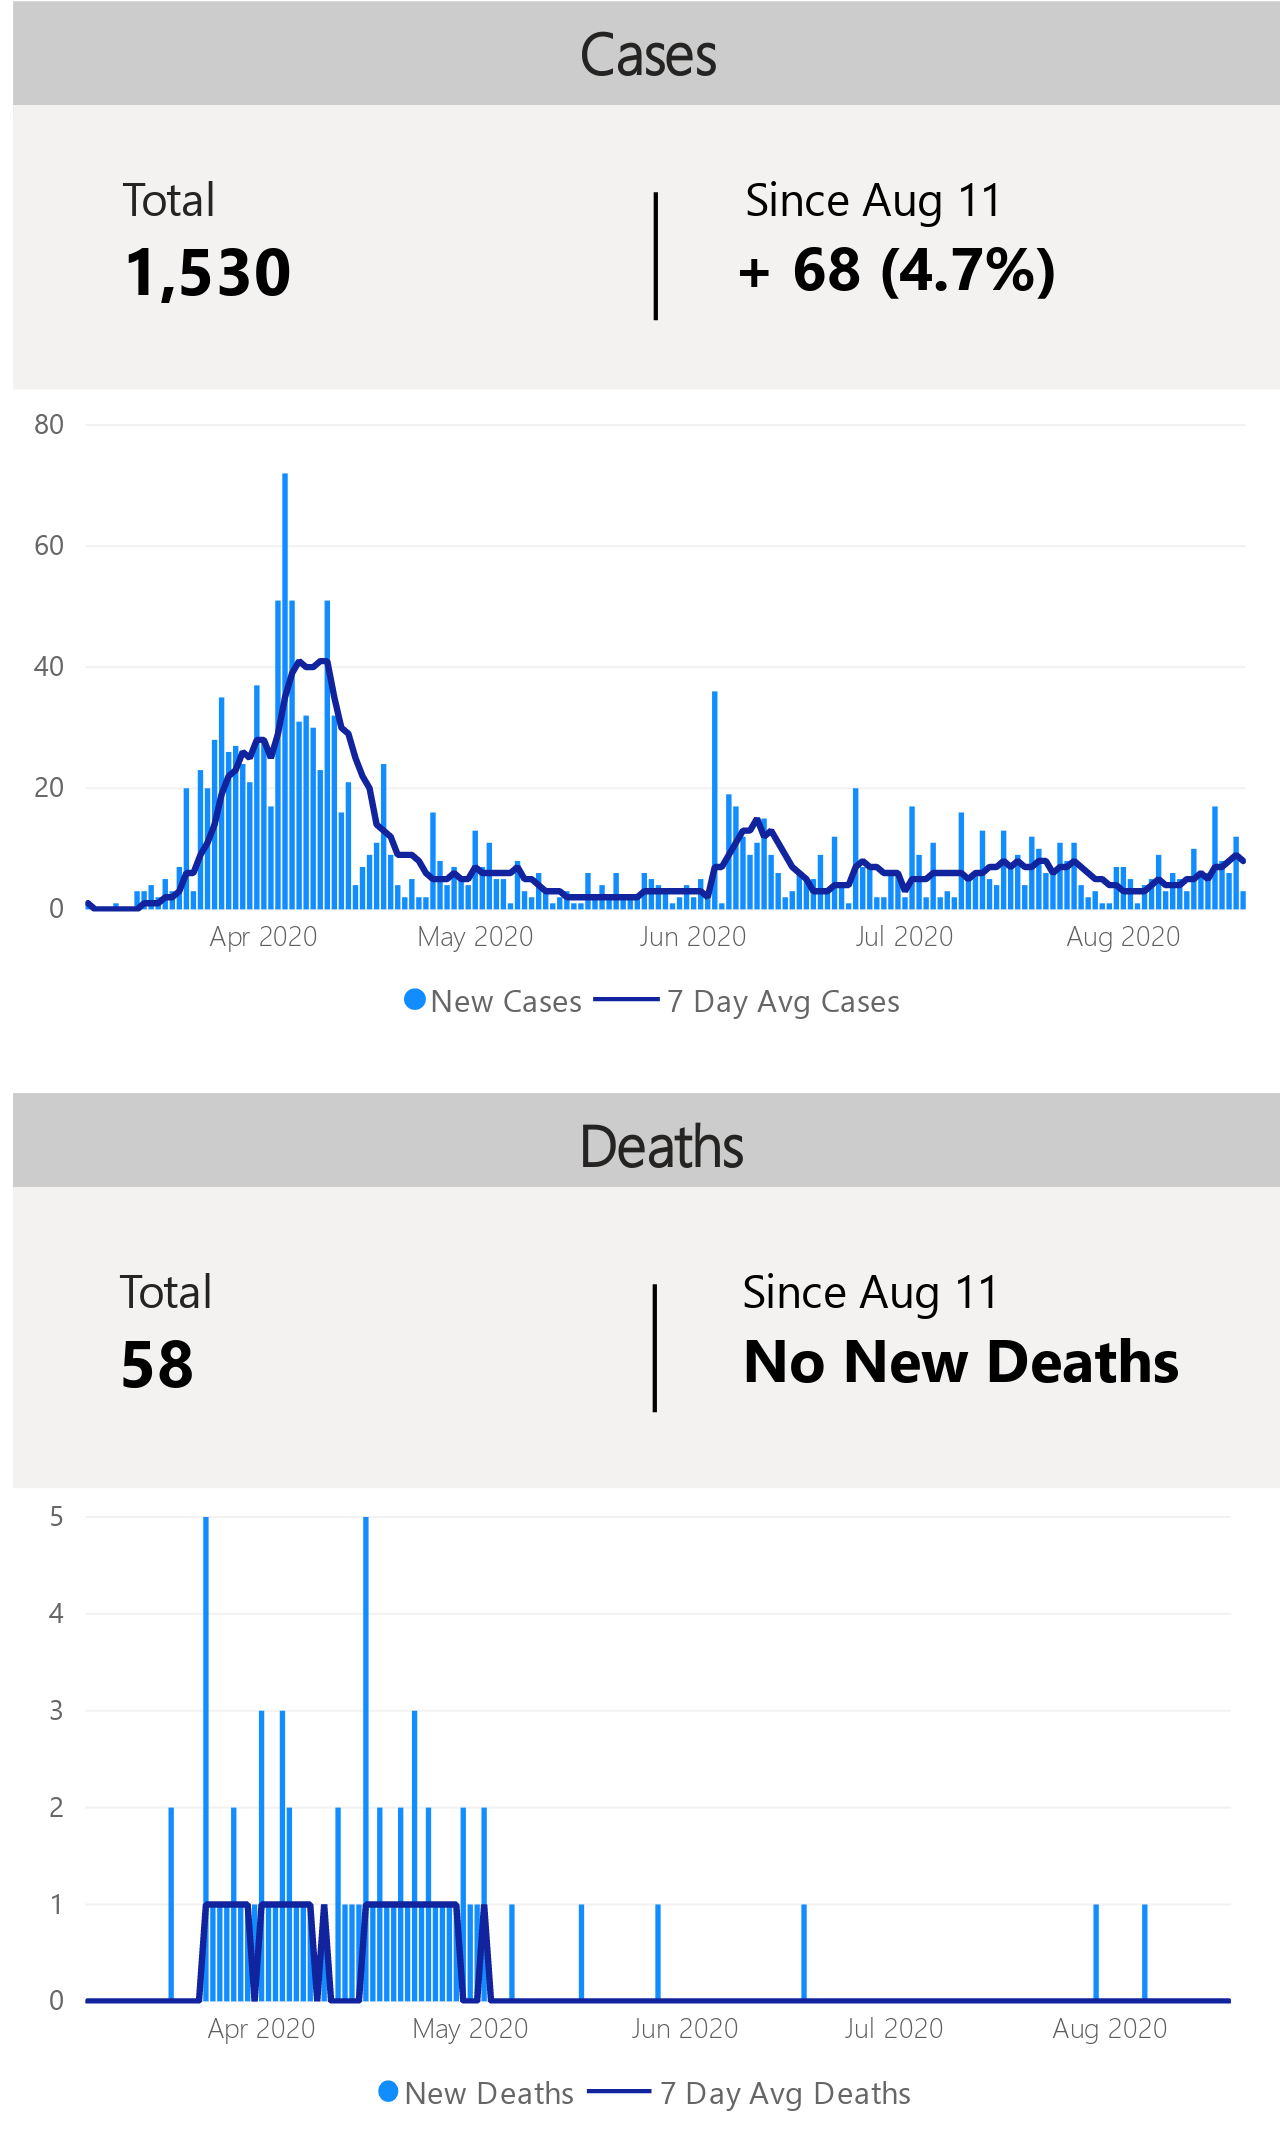 Cases
Total
Since Aug 11
1,530
+ 68 (4.7%)
80
60
40
20
0
Apr 2020 May 2020 Jun 2020 Jul 2020 Aug 2020
New Cases 7 Day Avg Cases
Deaths
Total
Since Aug 11
58
No New Deaths
5
4
3
2
1
0
Apr 2020 May 2020 Jun 2020 Jul 2020 Aug 2020
New Deaths 7 Day Avg Deaths